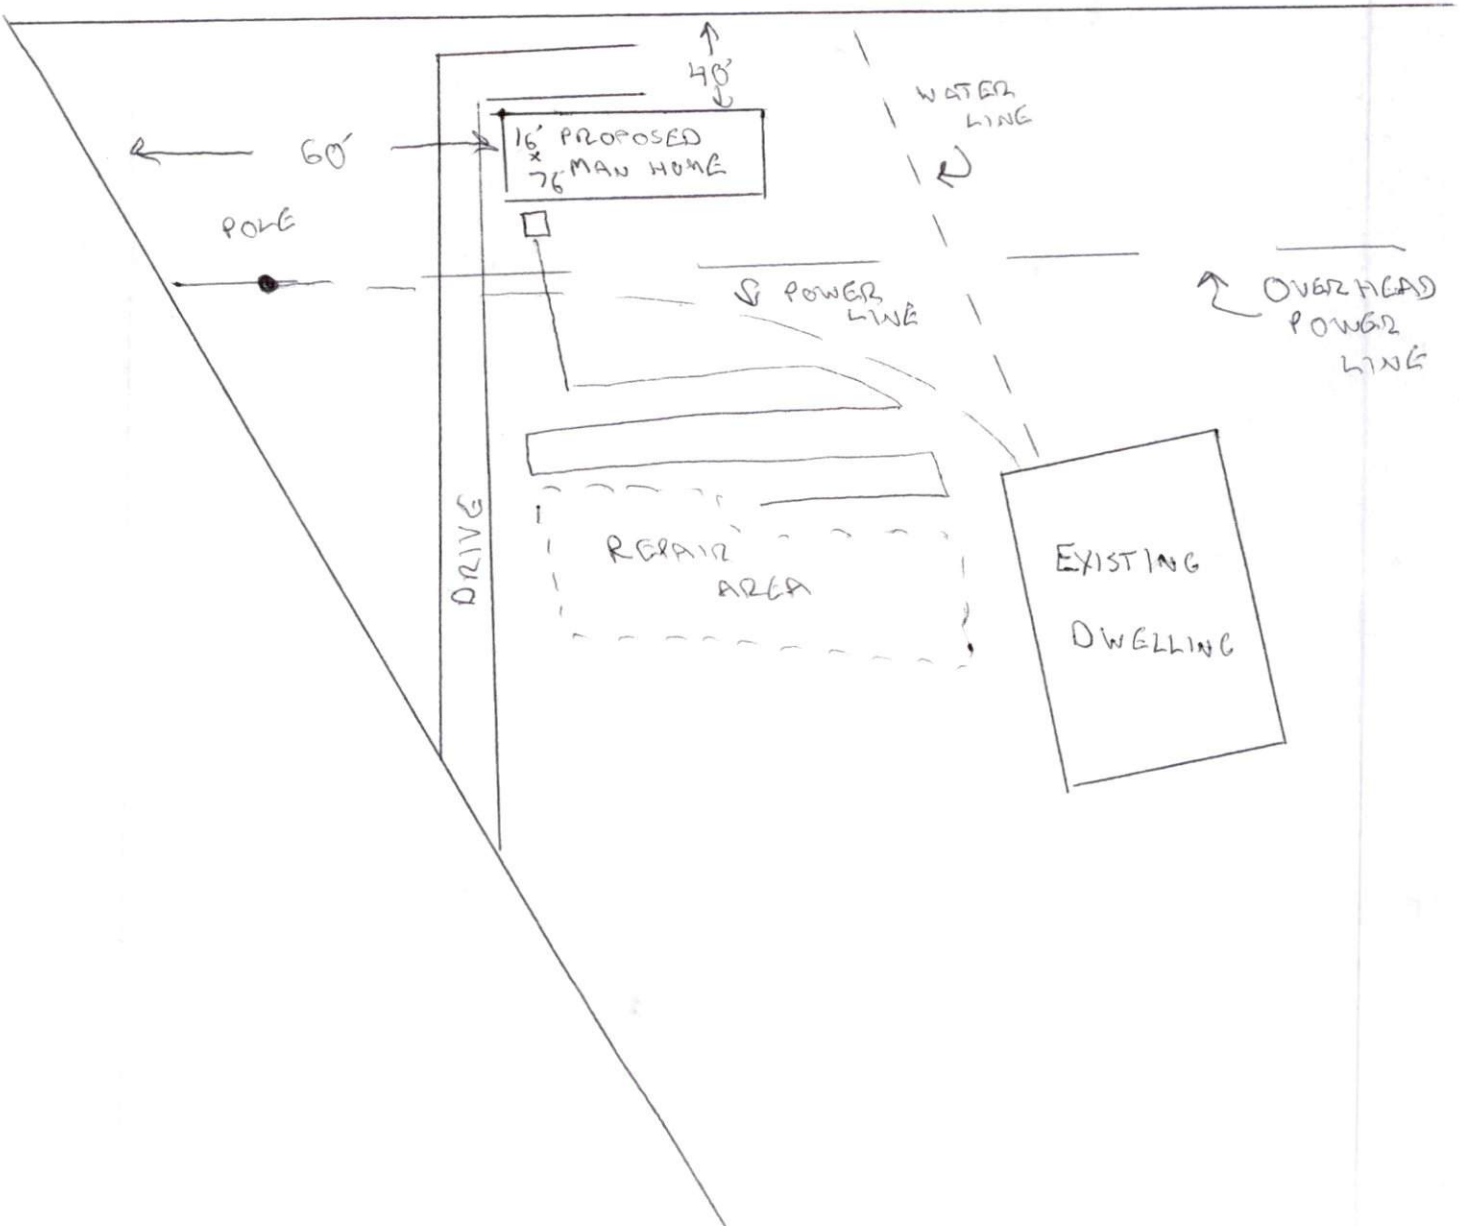 40'
WATER
LINE
60'
16' PROPOSED
x
76' MAN HOME
POLE
POWER
LINE
OVERHEAD
POWER
LINE
DRIVE
REPAIR
AREA
EXISTING
DWELLING